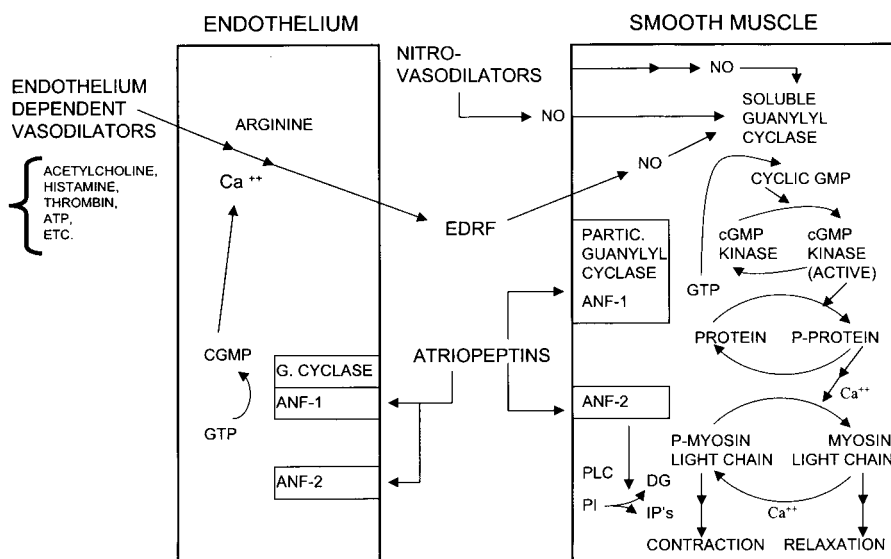 ENDOTHELIUM
SMOOTH MUSCLE
ENDOTHELIUM
DEPENDENT
VASODILATORS
ACETYLCHOLINE,
HISTAMINE,
THROMBIN,
ATP,
ETC.
ARGININE
Ca ++
CGMP
GTP
G. CYCLASE
ANF-1
ANF-2
NITRO-
VASODILATORS
NO
EDRF
ATRIOPEPTINS
NO
NO
SOLUBLE
GUANYLYL
CYCLASE
CYCLIC GMP
PARTIC.
GUANYLYL
CYCLASE
ANF-1
cGMP
KINASE
cGMP
KINASE
(ACTIVE)
GTP
PROTEIN
P-PROTEIN
Ca++
ANF-2
P-MYOSIN
LIGHT CHAIN
MYOSIN
LIGHT CHAIN
PLC
DG
PI
IP's
Ca++
CONTRACTION
RELAXATION